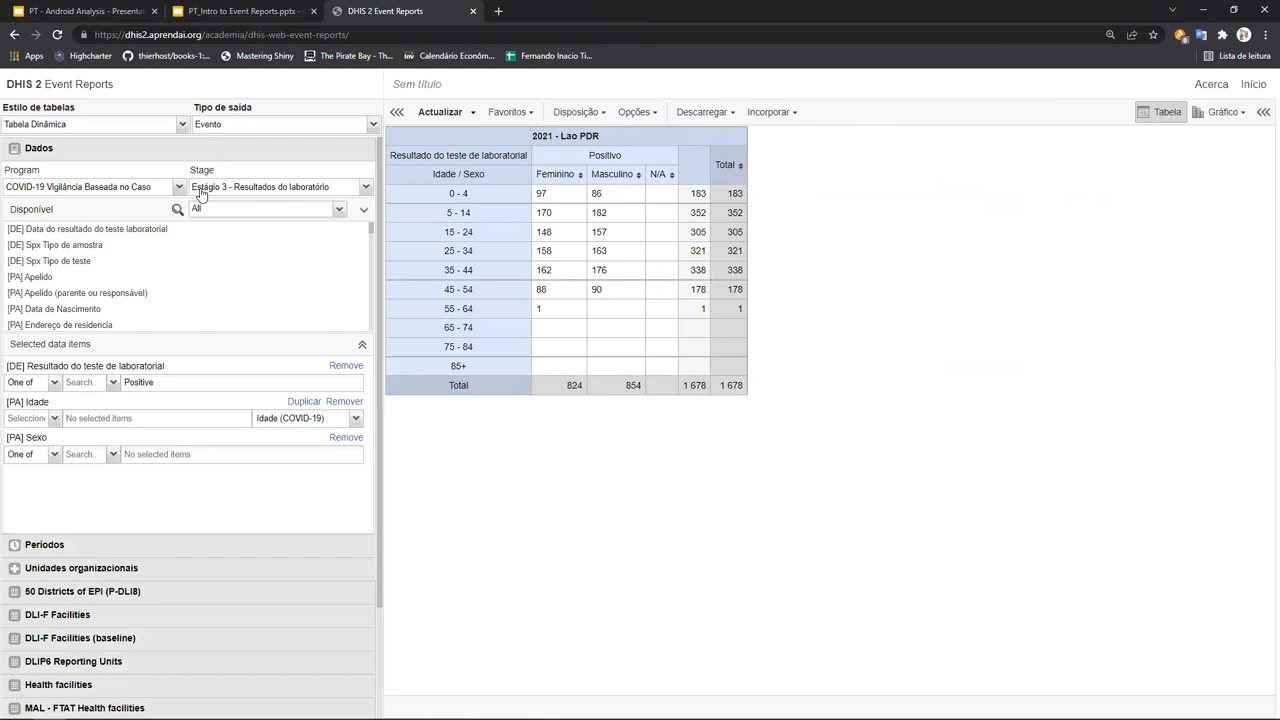 PT - Android Analysis - Presenta
PT_Intro to Event Reports.pptx -
DHIS 2 Event Reports
https://dhis2.aprendai.org/academia/dhis-web-event-reports/
Apps
Highcharter
thierhost/books-1:...
Mastering Shiny
The Pirate Bay - Th...
Calendário Econôm...
Fernando Inacio Ti...
Lista de leitura
DHIS 2 Event Reports
Sem título
Acerca
Início
Estilo de tabelas
Tipo de saída
Tabela Dinâmica
Evento
Actualizar
Favoritos
Disposição
Opções
Descarregar
Incorporar
Tabela
Gráfico
Dados
Program
Stage
COVID-19 Vigilância Baseada no Caso
Estágio 3 - Resultados do laboratório
Disponível
All
[DE] Data do resultado do teste laboratorial
[DE] Spx Tipo de amostra
[DE] Spx Tipo de teste
[PA] Apelido
[PA] Apelido (parente ou responsável)
[PA] Data de Nascimento
[PA] Endereço de residencia
Selected data items
[DE] Resultado do teste de laboratorial
Remove
One of
Search..
Positive
[PA] Idade
Duplicar
Remover
Seleccion
No selected items
Idade (COVID-19)
[PA] Sexo
Remove
One of
Search..
No selected items
Períodos
Unidades organizacionais
50 Districts of EPI (P-DLI8)
DLI-F Facilities
DLI-F Facilities (baseline)
DLIP6 Reporting Units
Health facilities
MAL - FTAT Health facilities
2021 - Lao PDR
Resultado do teste de laboratorial
Positivo
Total
Idade / Sexo
Feminino
Masculino
N/A
0 - 4 97 86 183 183
5 - 14 170 182 352 352
15 - 24 148 157 305 305
25 - 34 158 163 321 321
35 - 44 162 176 338 338
45 - 54 88 90 178 178
55 - 64 1 1 1
65 - 74
75 - 84
85+
Total 824 854 1 678 1 678